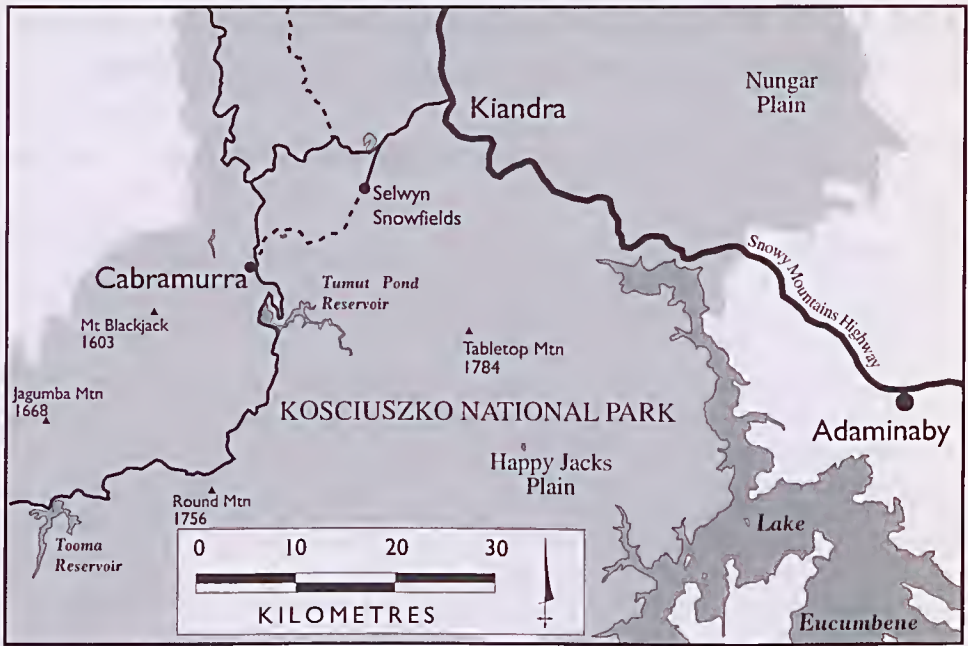 Nungar
Plain
Kiandra
Selwyn
Snowfields
Snowy Mountains Highway
Cabramurra
Tumut Pond
Reservoir
Mt Blackjack
1603
Tabletop Mtn
1784
Jagumba Mtn
1668
KOSCIUSZKO NATIONAL PARK
Adaminaby
Happy Jacks
Plain
Round Mtn
1756
Lake
Tooma
Reservoir
0 10 20 30
KILOMETRES
Eucumbene